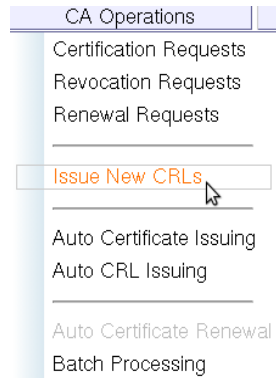 CA Operations
Certification Requests
Revocation Requests
Renewal Requests
Issue New CRLs
Auto Certificate Issuing
Auto CRL Issuing
Auto Certificate Renewal
Batch Processing